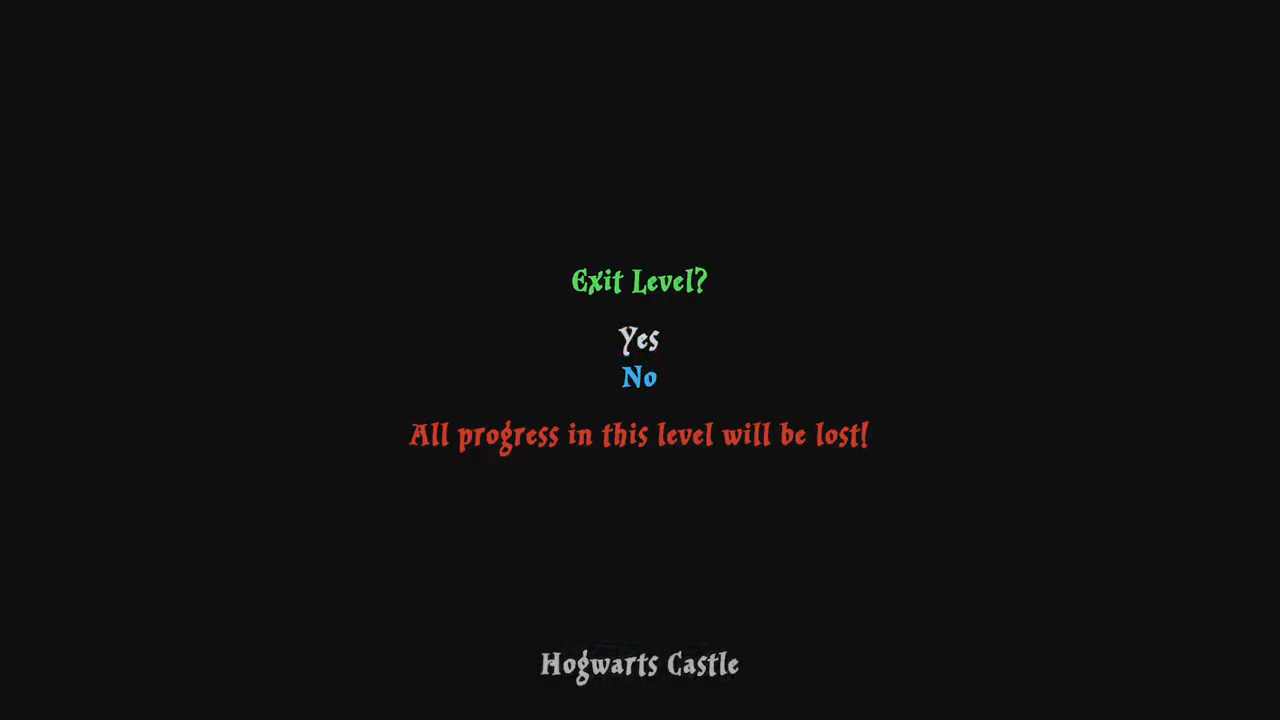 Exit Level?
Yes
No
All progress in this level will be lost!
Hogwarts Castle